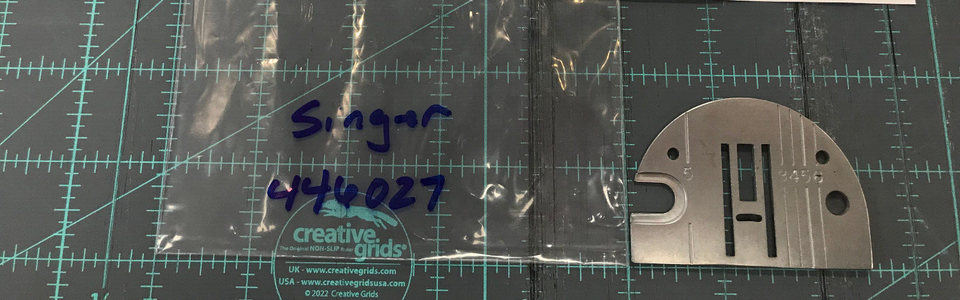 Singer
446027
creative
grids®
The Original NON-SLIP Ruler
UK - www.creativegrids.com
USA - www.creativegridsusa.com
© 2022 Creative Grids
5
3456